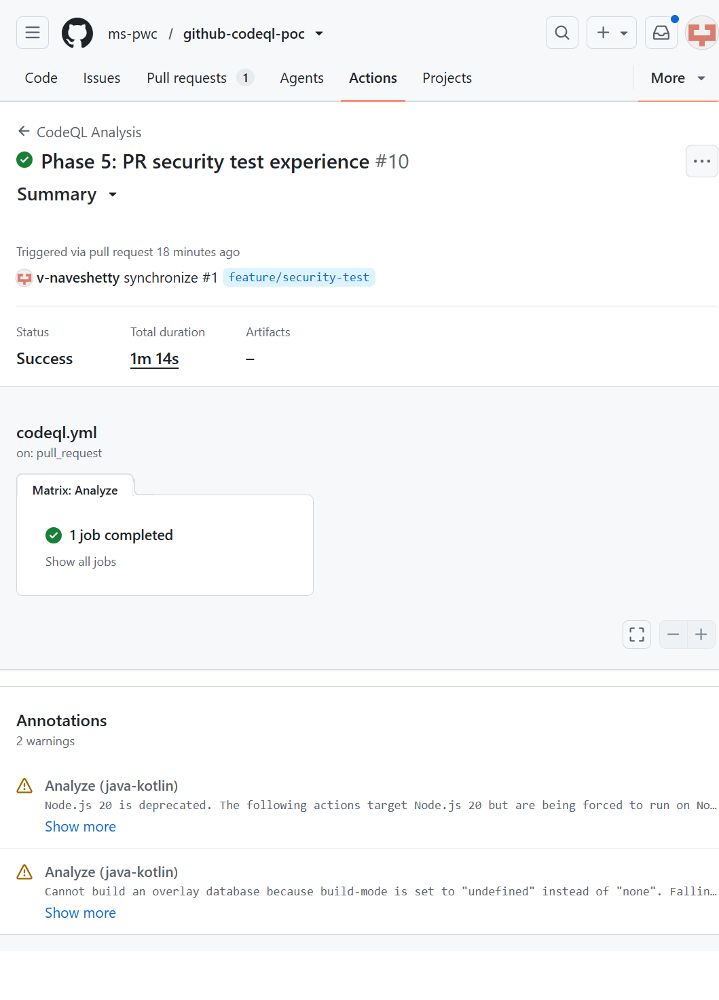 ms-pwc / github-codeql-poc
Code Issues Pull requests 1 Agents Actions Projects More
CodeQL Analysis
Phase 5: PR security test experience #10
Summary
Triggered via pull request 18 minutes ago
v-naveshetty synchronize #1 feature/security-test
Status Total duration Artifacts
Success 1m 14s –
codeql.yml
on: pull_request
Matrix: Analyze
1 job completed
Show all jobs
Annotations
2 warnings
Analyze (java-kotlin)
Node.js 20 is deprecated. The following actions target Node.js 20 but are being forced to run on No…
Show more
Analyze (java-kotlin)
Cannot build an overlay database because build-mode is set to "undefined" instead of "none". Fallin…
Show more